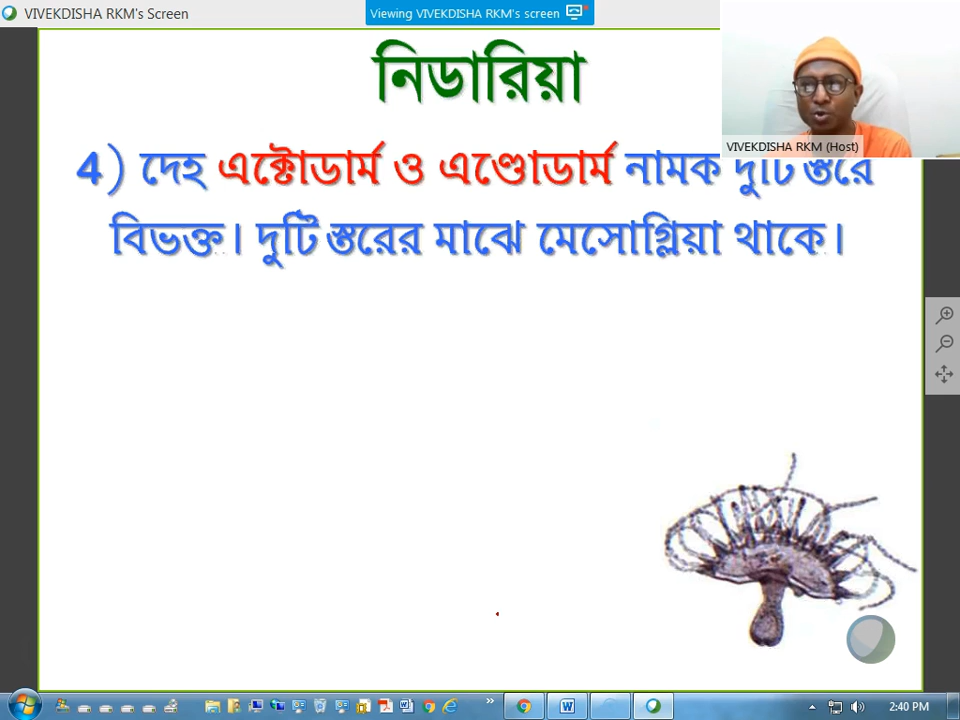 VIVEKDISHA RKM's Screen
Viewing VIVEKDISHA RKM's screen
নিডারিয়া
VIVEKDISHA RKM (Host)
4) দেহ এক্টোডার্ম ও এণ্ডোডার্ম নামক দুটি স্তরে
বিভক্ত। দুটি স্তরের মাঝে মেসোগ্লিয়া থাকে।
2:40 PM